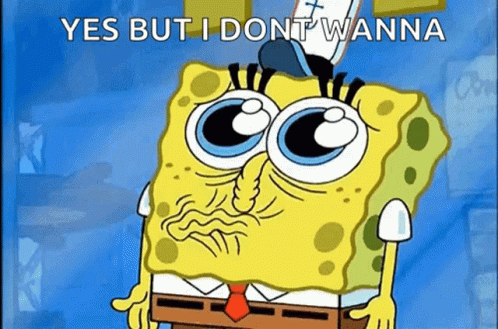 YES BUT I DONT WANNA